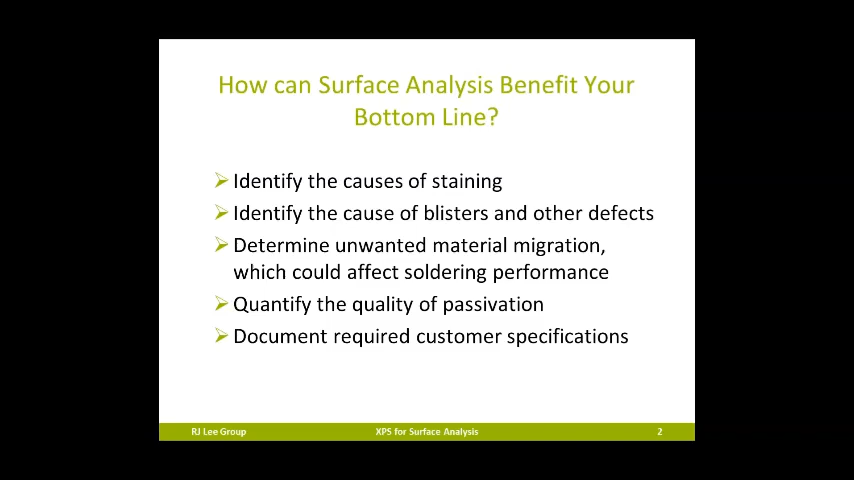 How can Surface Analysis Benefit Your
Bottom Line?
Identify the causes of staining
Identify the cause of blisters and other defects
Determine unwanted material migration,
which could affect soldering performance
Quantify the quality of passivation
Document required customer specifications
RJ Lee Group XPS for Surface Analysis 2